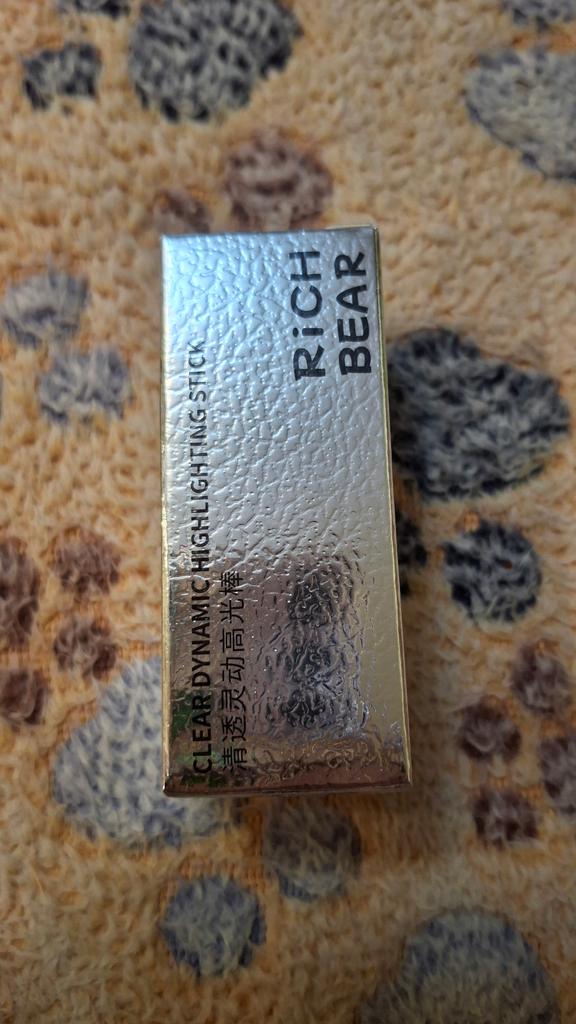 RiCH
BEAR
CLEAR DYNAMIC HIGHLIGHTING STICK
清透灵动高光棒